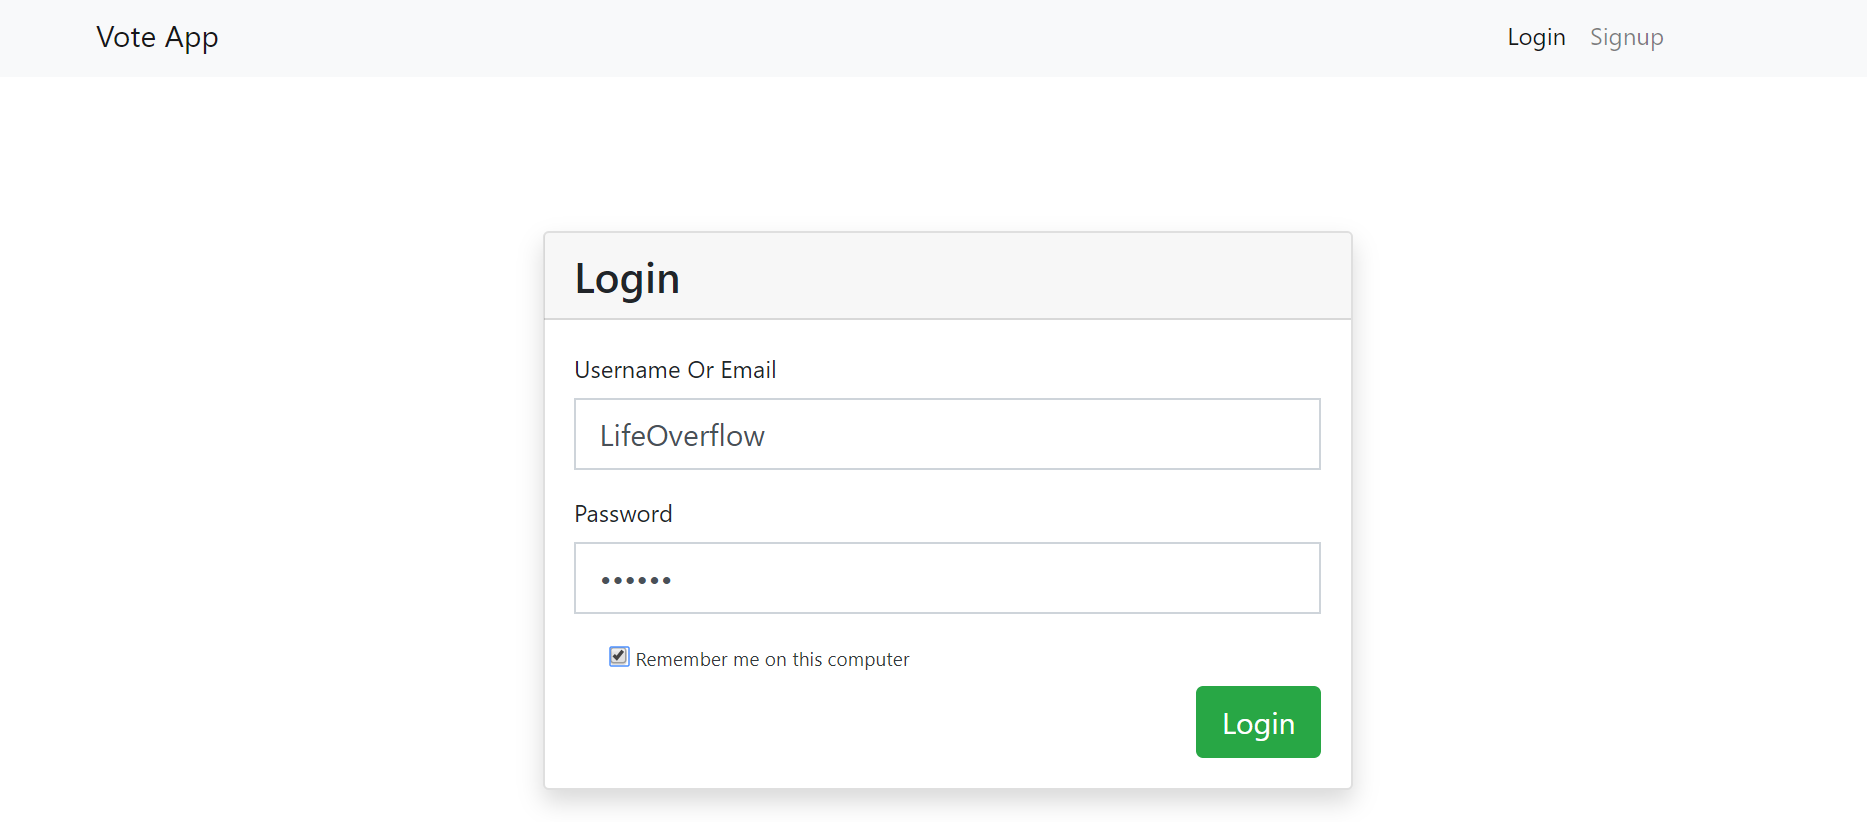 Vote App
Login Signup
Login
Username Or Email
LifeOverflow
Password
••••••
Remember me on this computer
Login